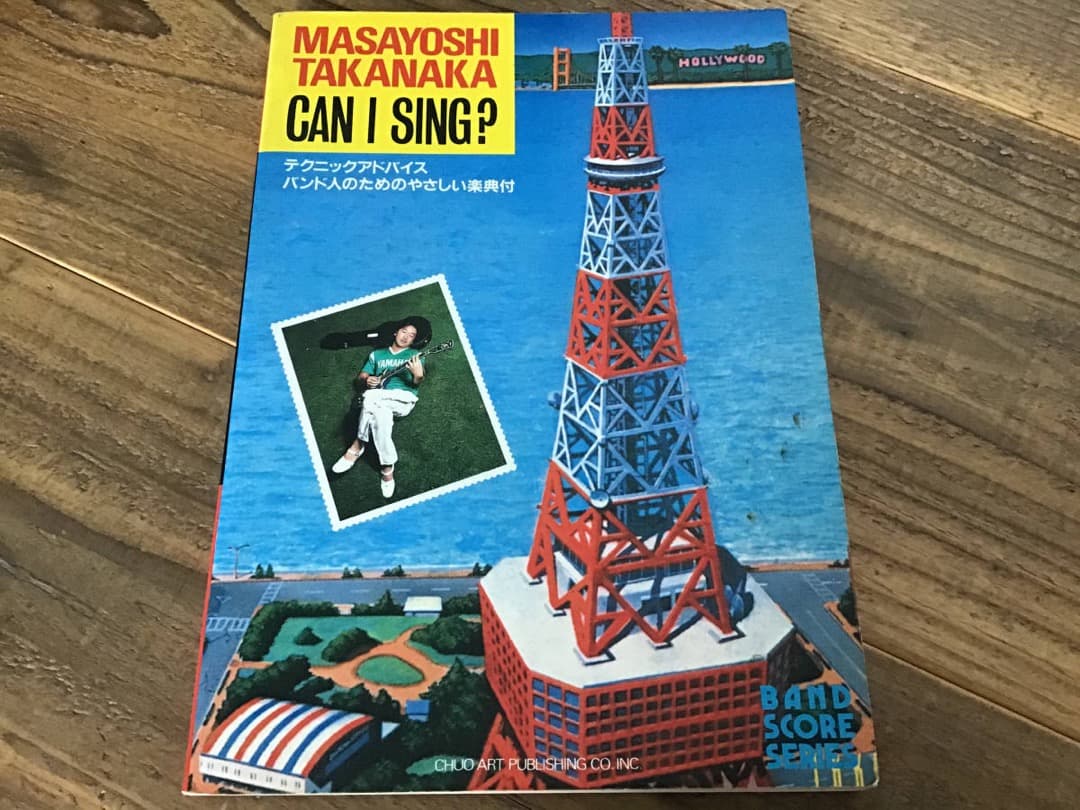 MASAYOSHI
TAKANAKA
CAN I SING?
テクニックアドバイス
バンド人のためのやさしい楽典付
HOLLYWOOD
YAMAHA
BAND
SCORE
SERIES
CHUO ART PUBLISHING CO. INC.